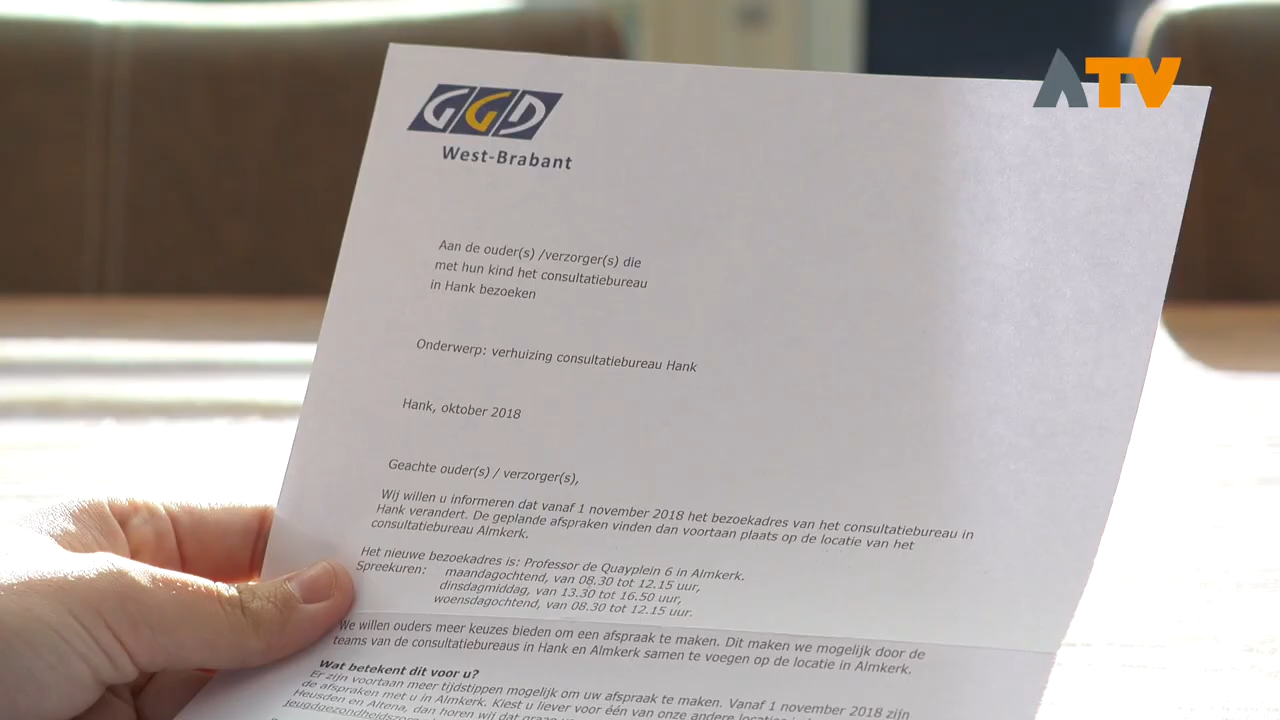 ATV
GGD
West-Brabant
Aan de ouder(s) /verzorger(s) die
met hun kind het consultatiebureau
in Hank bezoeken
Onderwerp: verhuizing consultatiebureau Hank
Hank, oktober 2018
Geachte ouder(s) / verzorger(s),
Wij willen u informeren dat vanaf 1 november 2018 het bezoekadres van het consultatiebureau in
Hank verandert. De geplande afspraken vinden dan voortaan plaats op de locatie van het
consultatiebureau Almkerk.
Het nieuwe bezoekadres is: Professor de Quayplein 6 in Almkerk.
Spreekuren: maandagochtend, van 08.30 tot 12.15 uur,
dinsdagmiddag, van 13.30 tot 16.50 uur,
woensdagochtend, van 08.30 tot 12.15 uur.
We willen ouders meer keuzes bieden om een afspraak te maken. Dit maken we mogelijk door de
teams van de consultatiebureaus in Hank en Almkerk samen te voegen op de locatie in Almkerk.
Wat betekent dit voor u?
Er zijn voortaan meer tijdstippen mogelijk om uw afspraak te maken. Vanaf 1 november 2018 zijn
de afspraken met u in Almkerk. Kiest u liever voor één van onze andere locaties
Heusden en Altena, dan horen wij dat graag